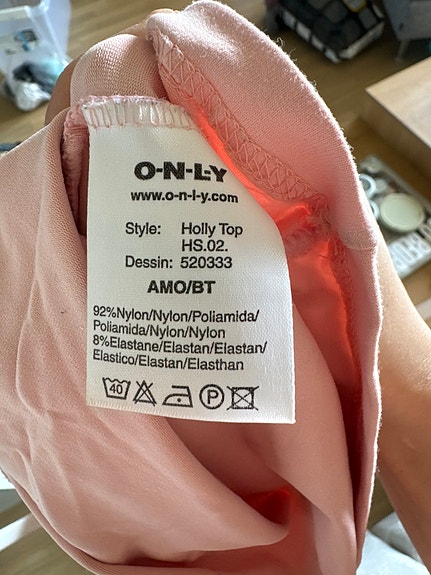 O-N-L-Y
www.o-n-l-y.com
Style: Holly Top
HS.02.
Dessin: 520333
AMO/BT
92%Nylon/Nylon/Poliamida/
Poliamida/Nylon/Nylon
8%Elastane/Elastan/Elastan/
Elastico/Elastan/Elasthan
40 P